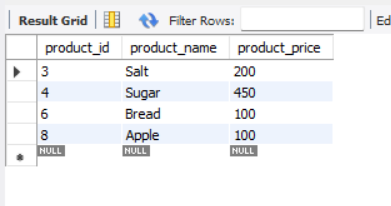 Result Grid Filter Rows: Ed
product_id product_name product_price
3 Salt 200
4 Sugar 450
6 Bread 100
8 Apple 100
NULL NULL NULL